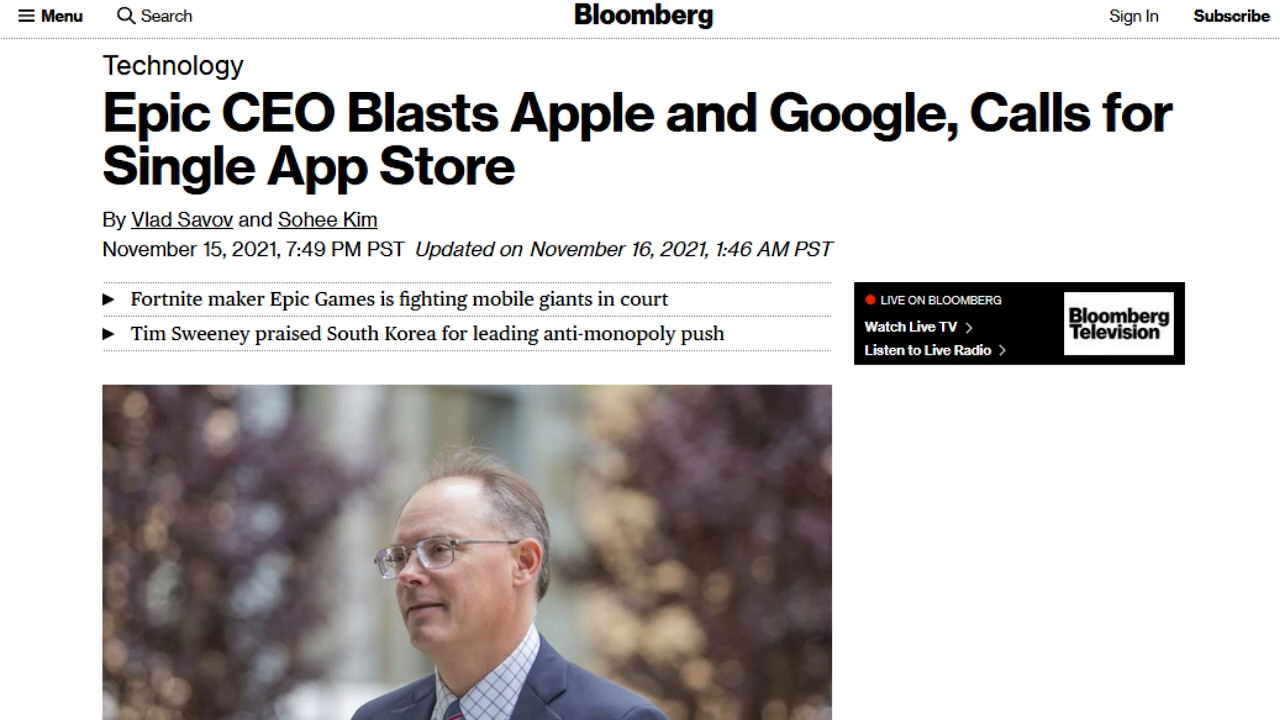 Menu
Search
Bloomberg
Sign In
Subscribe
Technology
Epic CEO Blasts Apple and Google, Calls for
Single App Store
By Vlad Savov and Sohee Kim
November 15, 2021, 7:49 PM PST Updated on November 16, 2021, 1:46 AM PST
Fortnite maker Epic Games is fighting mobile giants in court
Tim Sweeney praised South Korea for leading anti-monopoly push
LIVE ON BLOOMBERG
Watch Live TV
Listen to Live Radio
Bloomberg
Television